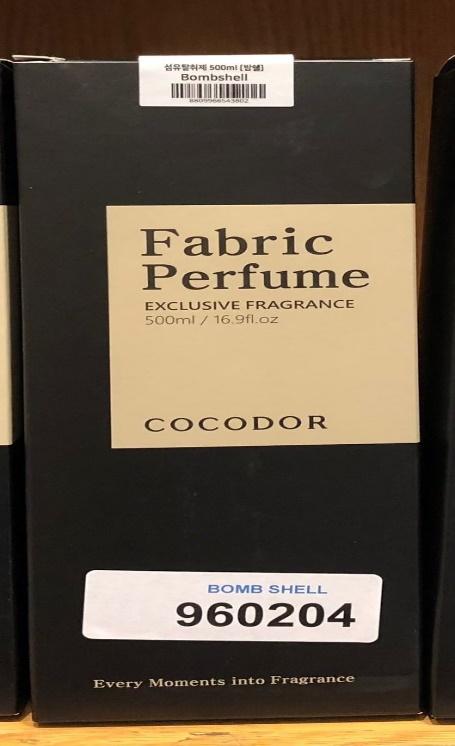 섬유탈취제 500ml [방쉘]
Bombshell
8809966543802
Fabric
Perfume
EXCLUSIVE FRAGRANCE
500ml / 16.9fl.oz
COCODOR
BOMB SHELL
960204
Every Moments into Fragrance